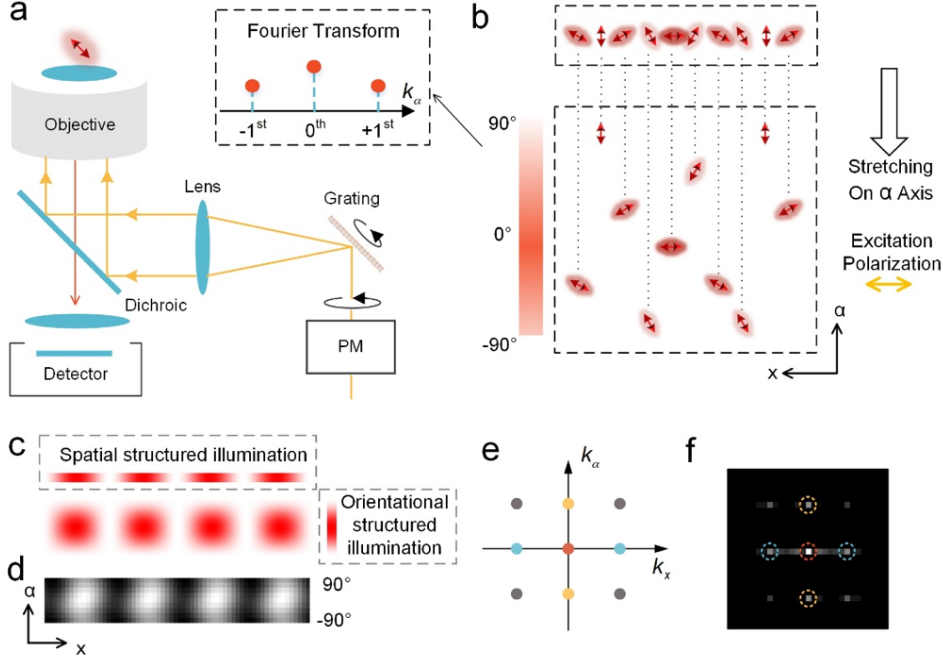 a
Fourier Transform
kα
-1st
0th
+1st
Objective
Lens
Grating
Dichroic
PM
Detector
b
90°
0°
-90°
Stretching
On α Axis
Excitation
Polarization
α
x
c
Spatial structured illumination
Orientational
structured
illumination
d
α
90°
-90°
x
e
kα
kx
f